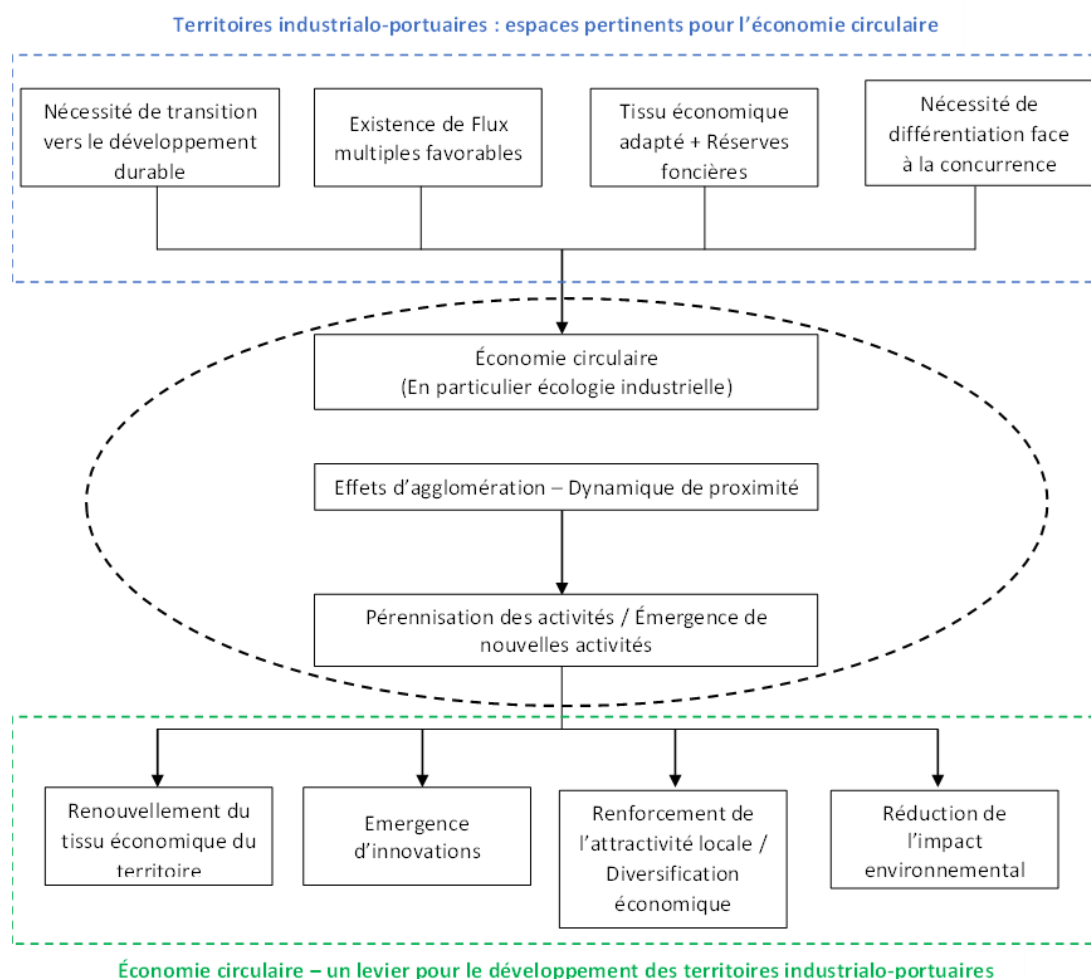 Territoires industrialo-portuaires : espaces pertinents pour l’économie circulaire
Nécessité de transition
vers le développement
durable
Existence de Flux
multiples favorables
Tissu économique
adapté + Réserves
foncières
Nécessité de
différentiation face
à la concurrence
Économie circulaire
(En particulier écologie industrielle)
Effets d’agglomération – Dynamique de proximité
Pérennisation des activités / Émergence de
nouvelles activités
Renouvellement du
tissu économique du
territoire
Emergence
d’innovations
Renforcement de
l’attractivité locale /
Diversification
économique
Réduction de
l’impact
environnemental
Économie circulaire – un levier pour le développement des territoires industrialo-portuaires